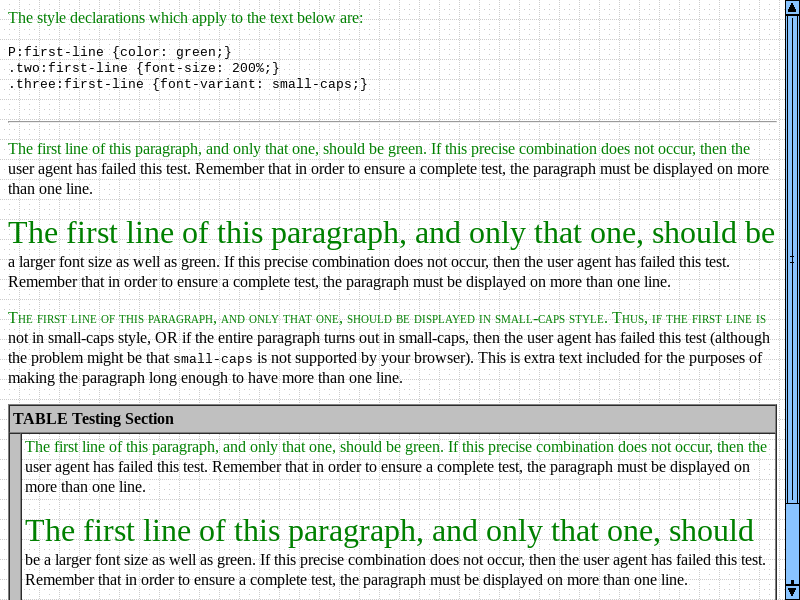 The style declarations which apply to the text below are:
P:first-line {color: green;}
.two:first-line {font-size: 200%;}
.three:first-line {font-variant: small-caps;}
The first line of this paragraph, and only that one, should be green. If this precise combination does not occur, then the
user agent has failed this test. Remember that in order to ensure a complete test, the paragraph must be displayed on more
than one line.
The first line of this paragraph, and only that one, should be
a larger font size as well as green. If this precise combination does not occur, then the user agent has failed this test.
Remember that in order to ensure a complete test, the paragraph must be displayed on more than one line.
The first line of this paragraph, and only that one, should be displayed in small-caps style. Thus, if the first line is
not in small-caps style, OR if the entire paragraph turns out in small-caps, then the user agent has failed this test (although
the problem might be that small-caps is not supported by your browser). This is extra text included for the purposes of
making the paragraph long enough to have more than one line.
TABLE Testing Section
The first line of this paragraph, and only that one, should be green. If this precise combination does not occur, then the
user agent has failed this test. Remember that in order to ensure a complete test, the paragraph must be displayed on
more than one line.
The first line of this paragraph, and only that one, should
be a larger font size as well as green. If this precise combination does not occur, then the user agent has failed this test.
Remember that in order to ensure a complete test, the paragraph must be displayed on more than one line.